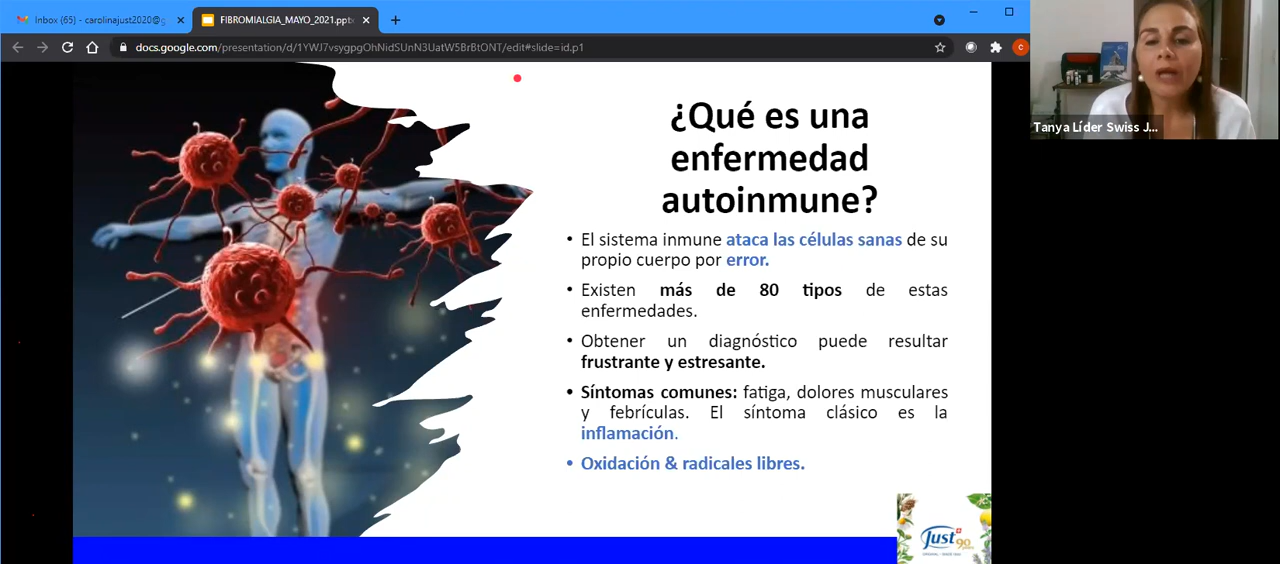 Inbox (65) - carolinajust2020@g
FIBROMIALGIA_MAYO_2021.pptx
docs.google.com/presentation/d/1YWJ7vsygpgOhNidSUnN3UatW5BrBtONT/edit#slide=id.p1
C
Tanya Líder Swiss J...
¿Qué es una
enfermedad
autoinmune?
• El sistema inmune ataca las células sanas de su
propio cuerpo por error.
• Existen más de 80 tipos de estas
enfermedades.
• Obtener un diagnóstico puede resultar
frustrante y estresante.
• Síntomas comunes: fatiga, dolores musculares
y febrículas. El síntoma clásico es la
inflamación.
• Oxidación & radicales libres.
Just
90